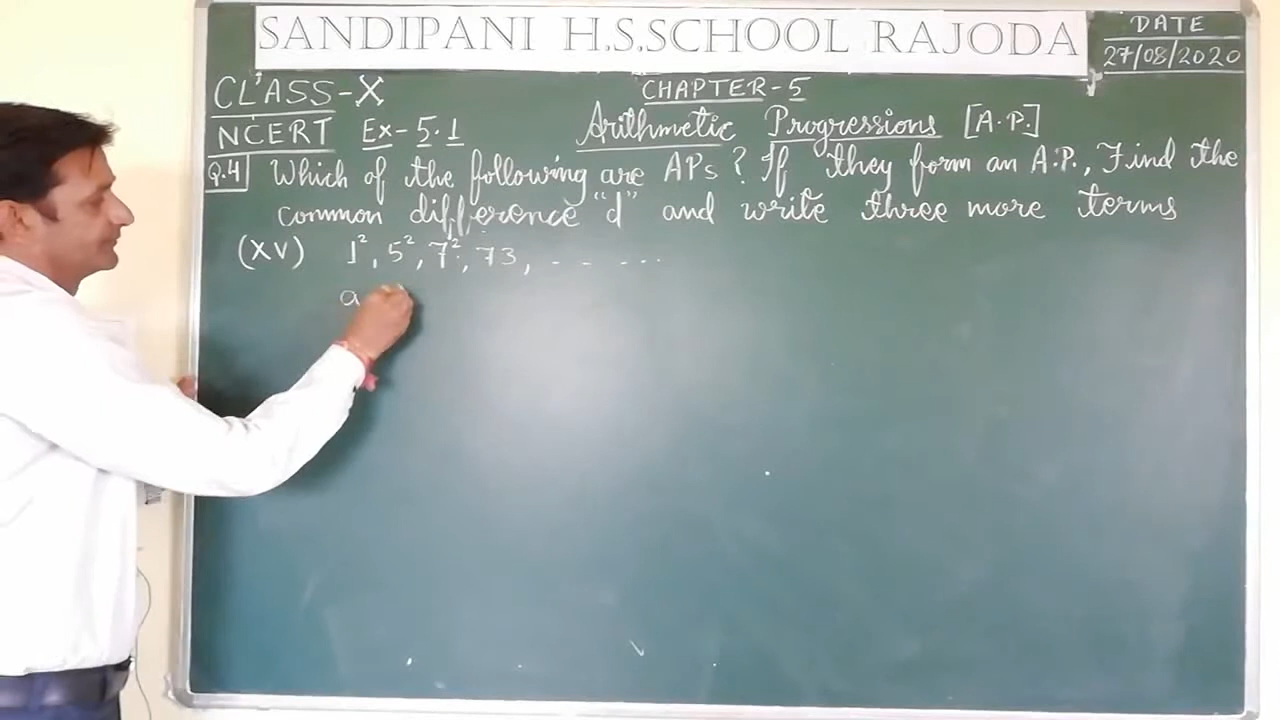 SANDIPANI H.S.SCHOOL RAJODA
DATE
27/08/2020
CLASS-X
CHAPTER-5
NCERT Ex-5.1
Arithmetic Progressions [A.P.]
Q.4 Which of the following are APs? If they form an A.P., Find the
common difference "d" and write three more terms
(XV) 1², 5², 7², 73, - - - - -
a